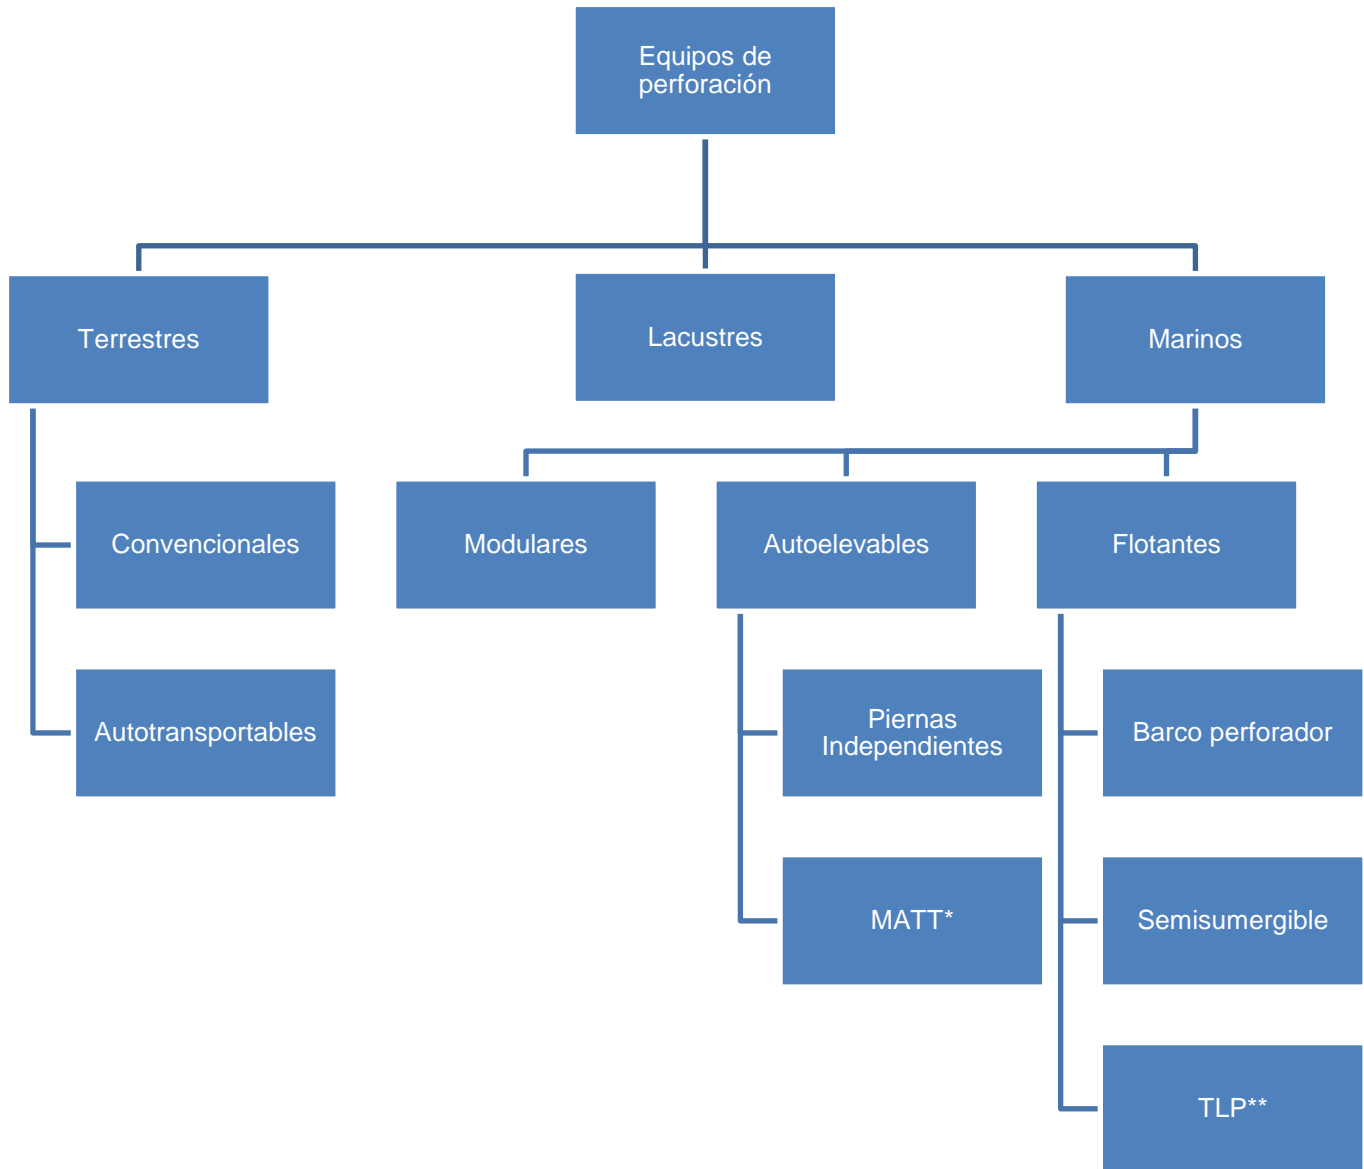 Equipos de
perforación
Terrestres
Lacustres
Marinos
Convencionales
Modulares
Autoelevables
Flotantes
Autotransportables
Piernas
Independientes
Barco perforador
MATT*
Semisumergible
TLP**